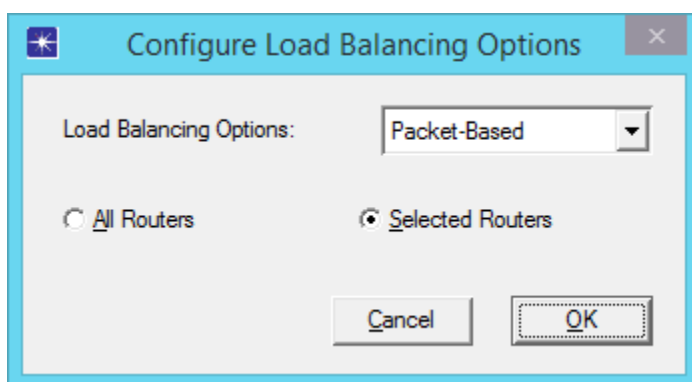 Configure Load Balancing Options
Load Balancing Options: Packet-Based
All Routers Selected Routers
Cancel OK